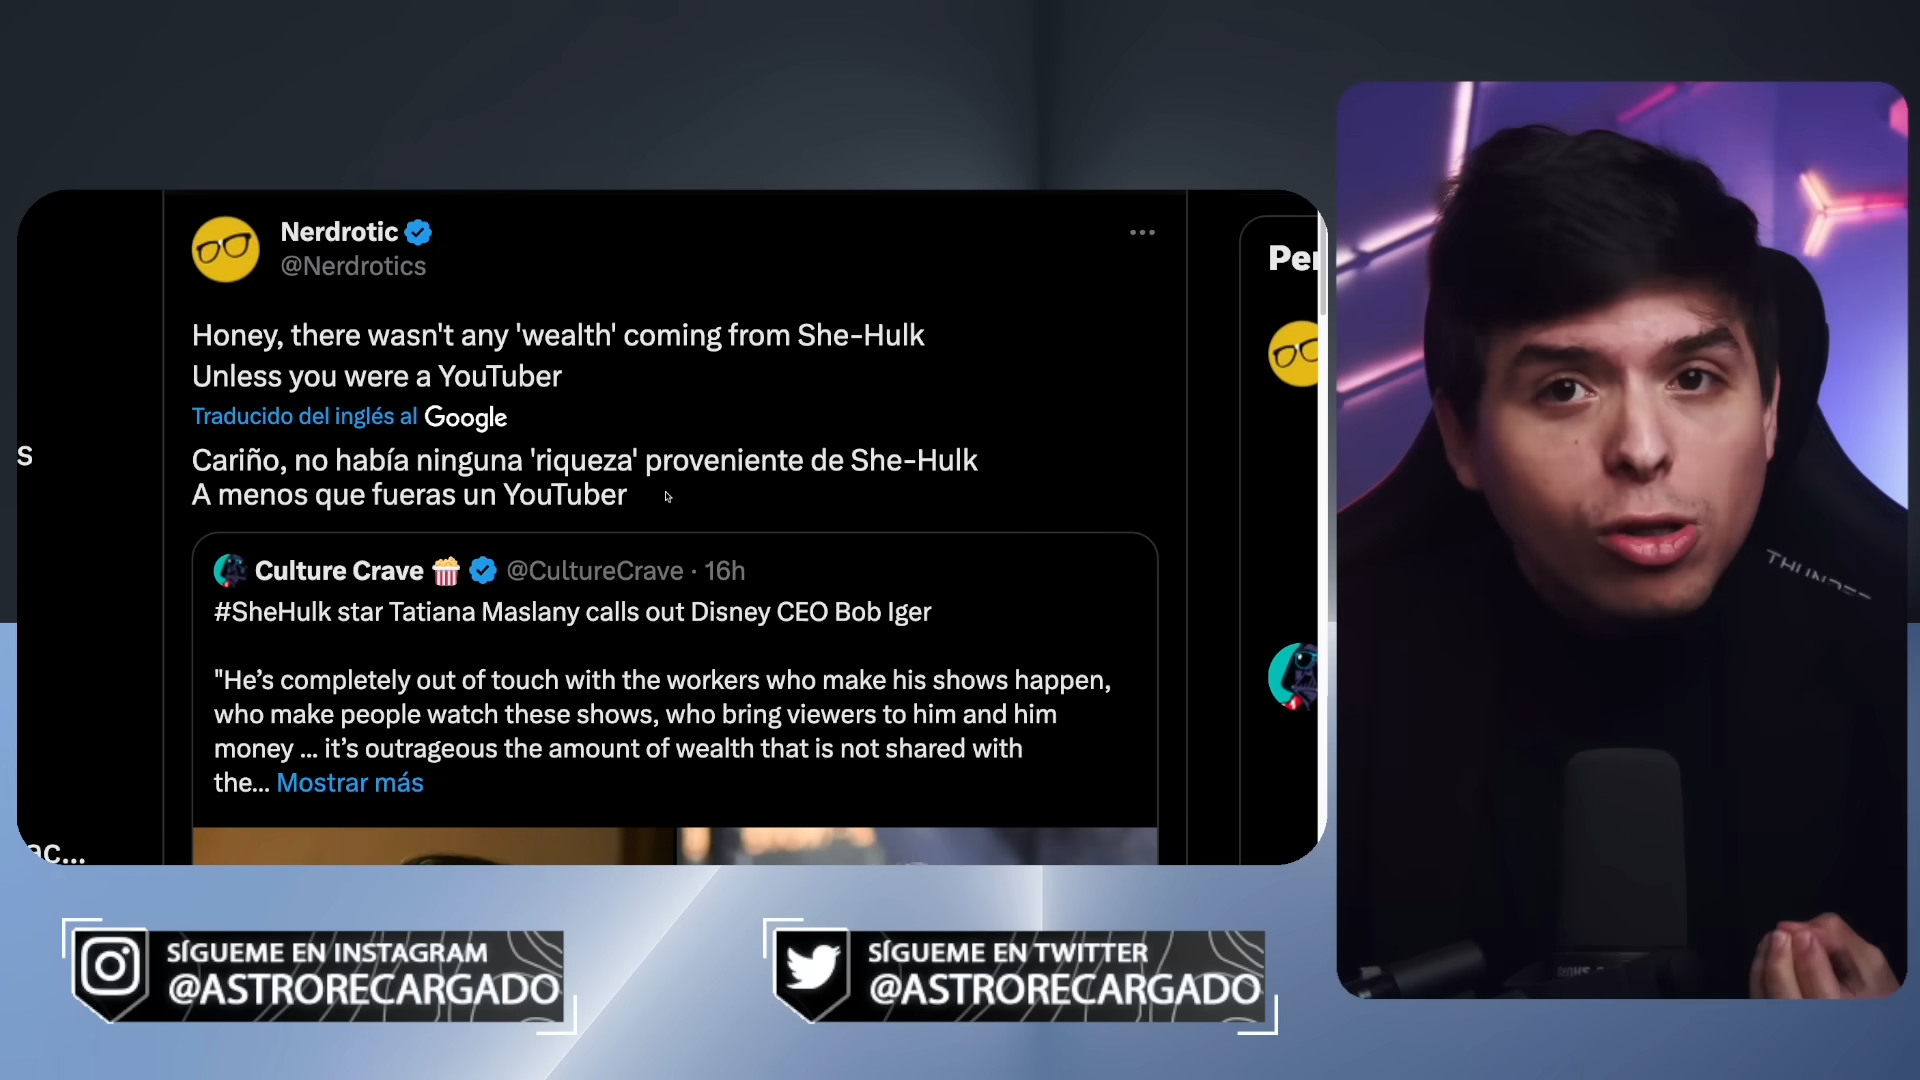 Nerdrotic
@Nerdrotics
Honey, there wasn't any 'wealth' coming from She-Hulk
Unless you were a YouTuber
Traducido del inglés al Google
Cariño, no había ninguna 'riqueza' proveniente de She-Hulk
A menos que fueras un YouTuber
Culture Crave @CultureCrave · 16h
#SheHulk star Tatiana Maslany calls out Disney CEO Bob Iger
"He’s completely out of touch with the workers who make his shows happen,
who make people watch these shows, who bring viewers to him and him
money ... it’s outrageous the amount of wealth that is not shared with
the... Mostrar más
s
ac...
Per
SÍGUEME EN INSTAGRAM
@ASTRORECARGADO
SÍGUEME EN TWITTER
@ASTRORECARGADO